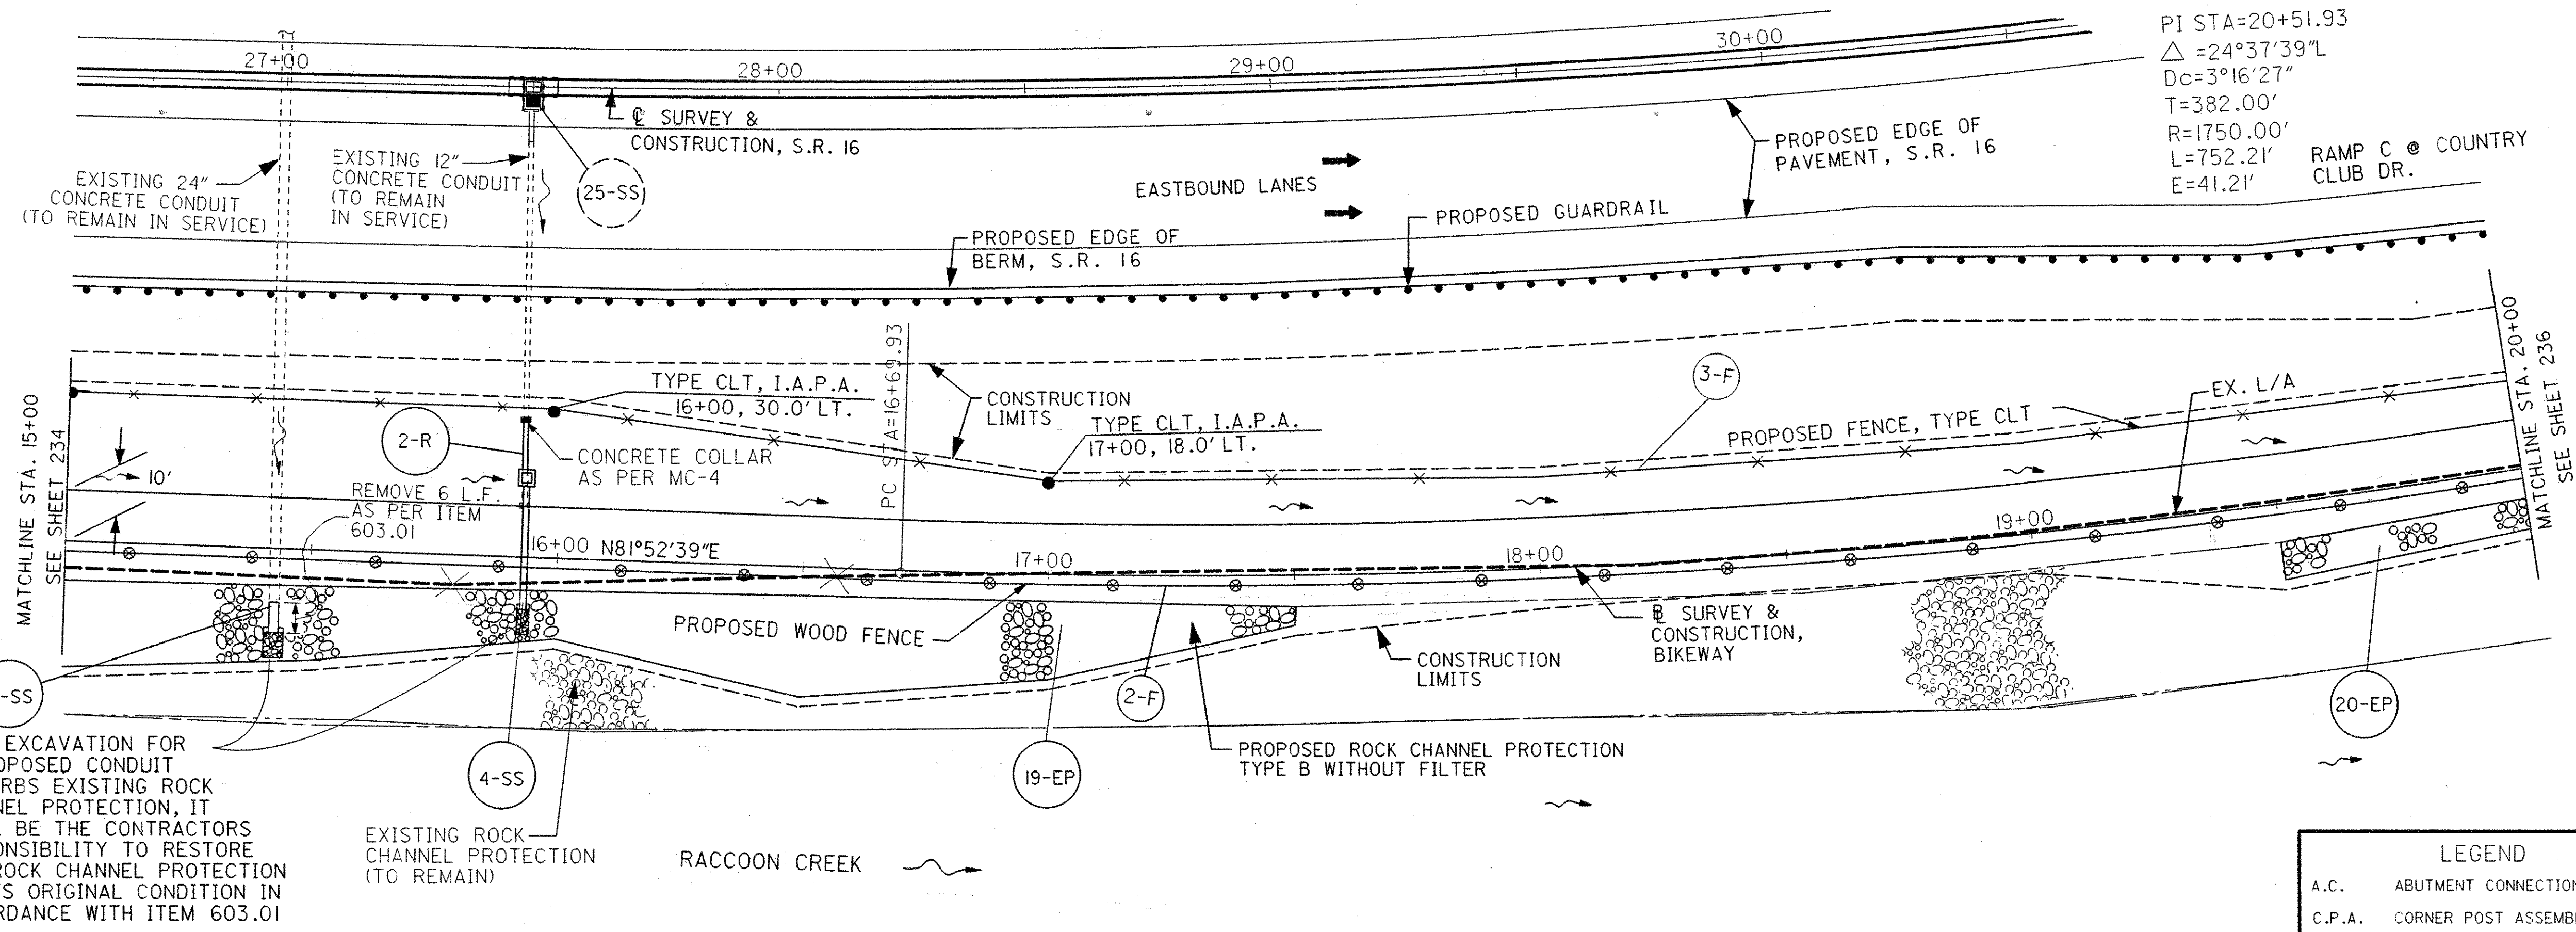 27+00
28+00
29+00
30+00
PI STA=20+51.93
△ =24°37'39"L
Dc=3°16'27"
T=382.00'
R=1750.00'
L=752.21'
E=41.21'
RAMP C @ COUNTRY
CLUB DR.
℄ SURVEY &
CONSTRUCTION, S.R. 16
PROPOSED EDGE OF
PAVEMENT, S.R. 16
EXISTING 24"
CONCRETE CONDUIT
(TO REMAIN IN SERVICE)
EXISTING 12"
CONCRETE CONDUIT
(TO REMAIN
IN SERVICE)
25-SS
EASTBOUND LANES
PROPOSED GUARDRAIL
PROPOSED EDGE OF
BERM, S.R. 16
MATCHLINE STA. 15+00
SEE SHEET 234
TYPE CLT, I.A.P.A.
16+00, 30.0' LT.
PC STA=16+69.93
CONSTRUCTION
LIMITS
TYPE CLT, I.A.P.A.
17+00, 18.0' LT.
3-F
PROPOSED FENCE, TYPE CLT
EX. L/A
MATCHLINE STA. 20+00
SEE SHEET 236
2-R
CONCRETE COLLAR
AS PER MC-4
10'
REMOVE 6 L.F.
AS PER ITEM
603.01
16+00
N81°52'39"E
17+00
18+00
19+00
PROPOSED WOOD FENCE
CONSTRUCTION
LIMITS
B SURVEY &
CONSTRUCTION,
BIKEWAY
-SS
4-SS
19-EP
2-F
20-EP
PROPOSED ROCK CHANNEL PROTECTION
TYPE B WITHOUT FILTER
EXCAVATION FOR
OPOSED CONDUIT
RBS EXISTING ROCK
NEL PROTECTION, IT
BE THE CONTRACTORS
ONSIBILITY TO RESTORE
ROCK CHANNEL PROTECTION
S ORIGINAL CONDITION IN
RDANCE WITH ITEM 603.01
EXISTING ROCK
CHANNEL PROTECTION
(TO REMAIN)
RACCOON CREEK
LEGEND
A.C. ABUTMENT CONNECTION
C.P.A. CORNER POST ASSEMB